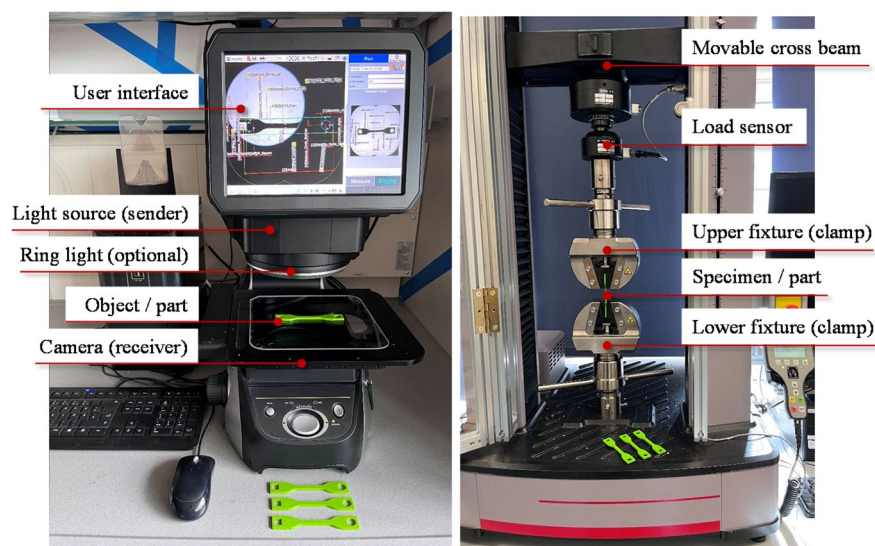 User interface
Light source (sender)
Ring light (optional)
Object / part
Camera (receiver)
Run
Measure
Movable cross beam
Load sensor
Upper fixture (clamp)
Specimen / part
Lower fixture (clamp)